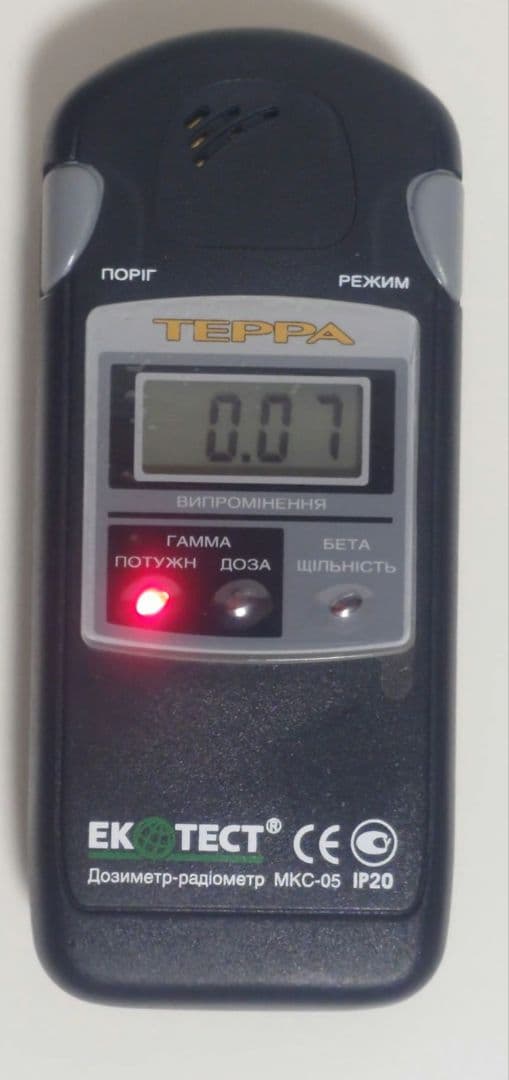 ПОРІГ
РЕЖИМ
ТЕРРА
0.07
ВИПРОМІНЕННЯ
ГАММА
ПОТУЖН ДОЗА
БЕТА
ЩІЛЬНІСТЬ
ЕКОТЕСТ® CE
Дозиметр-радіометр МКС-05 IP20